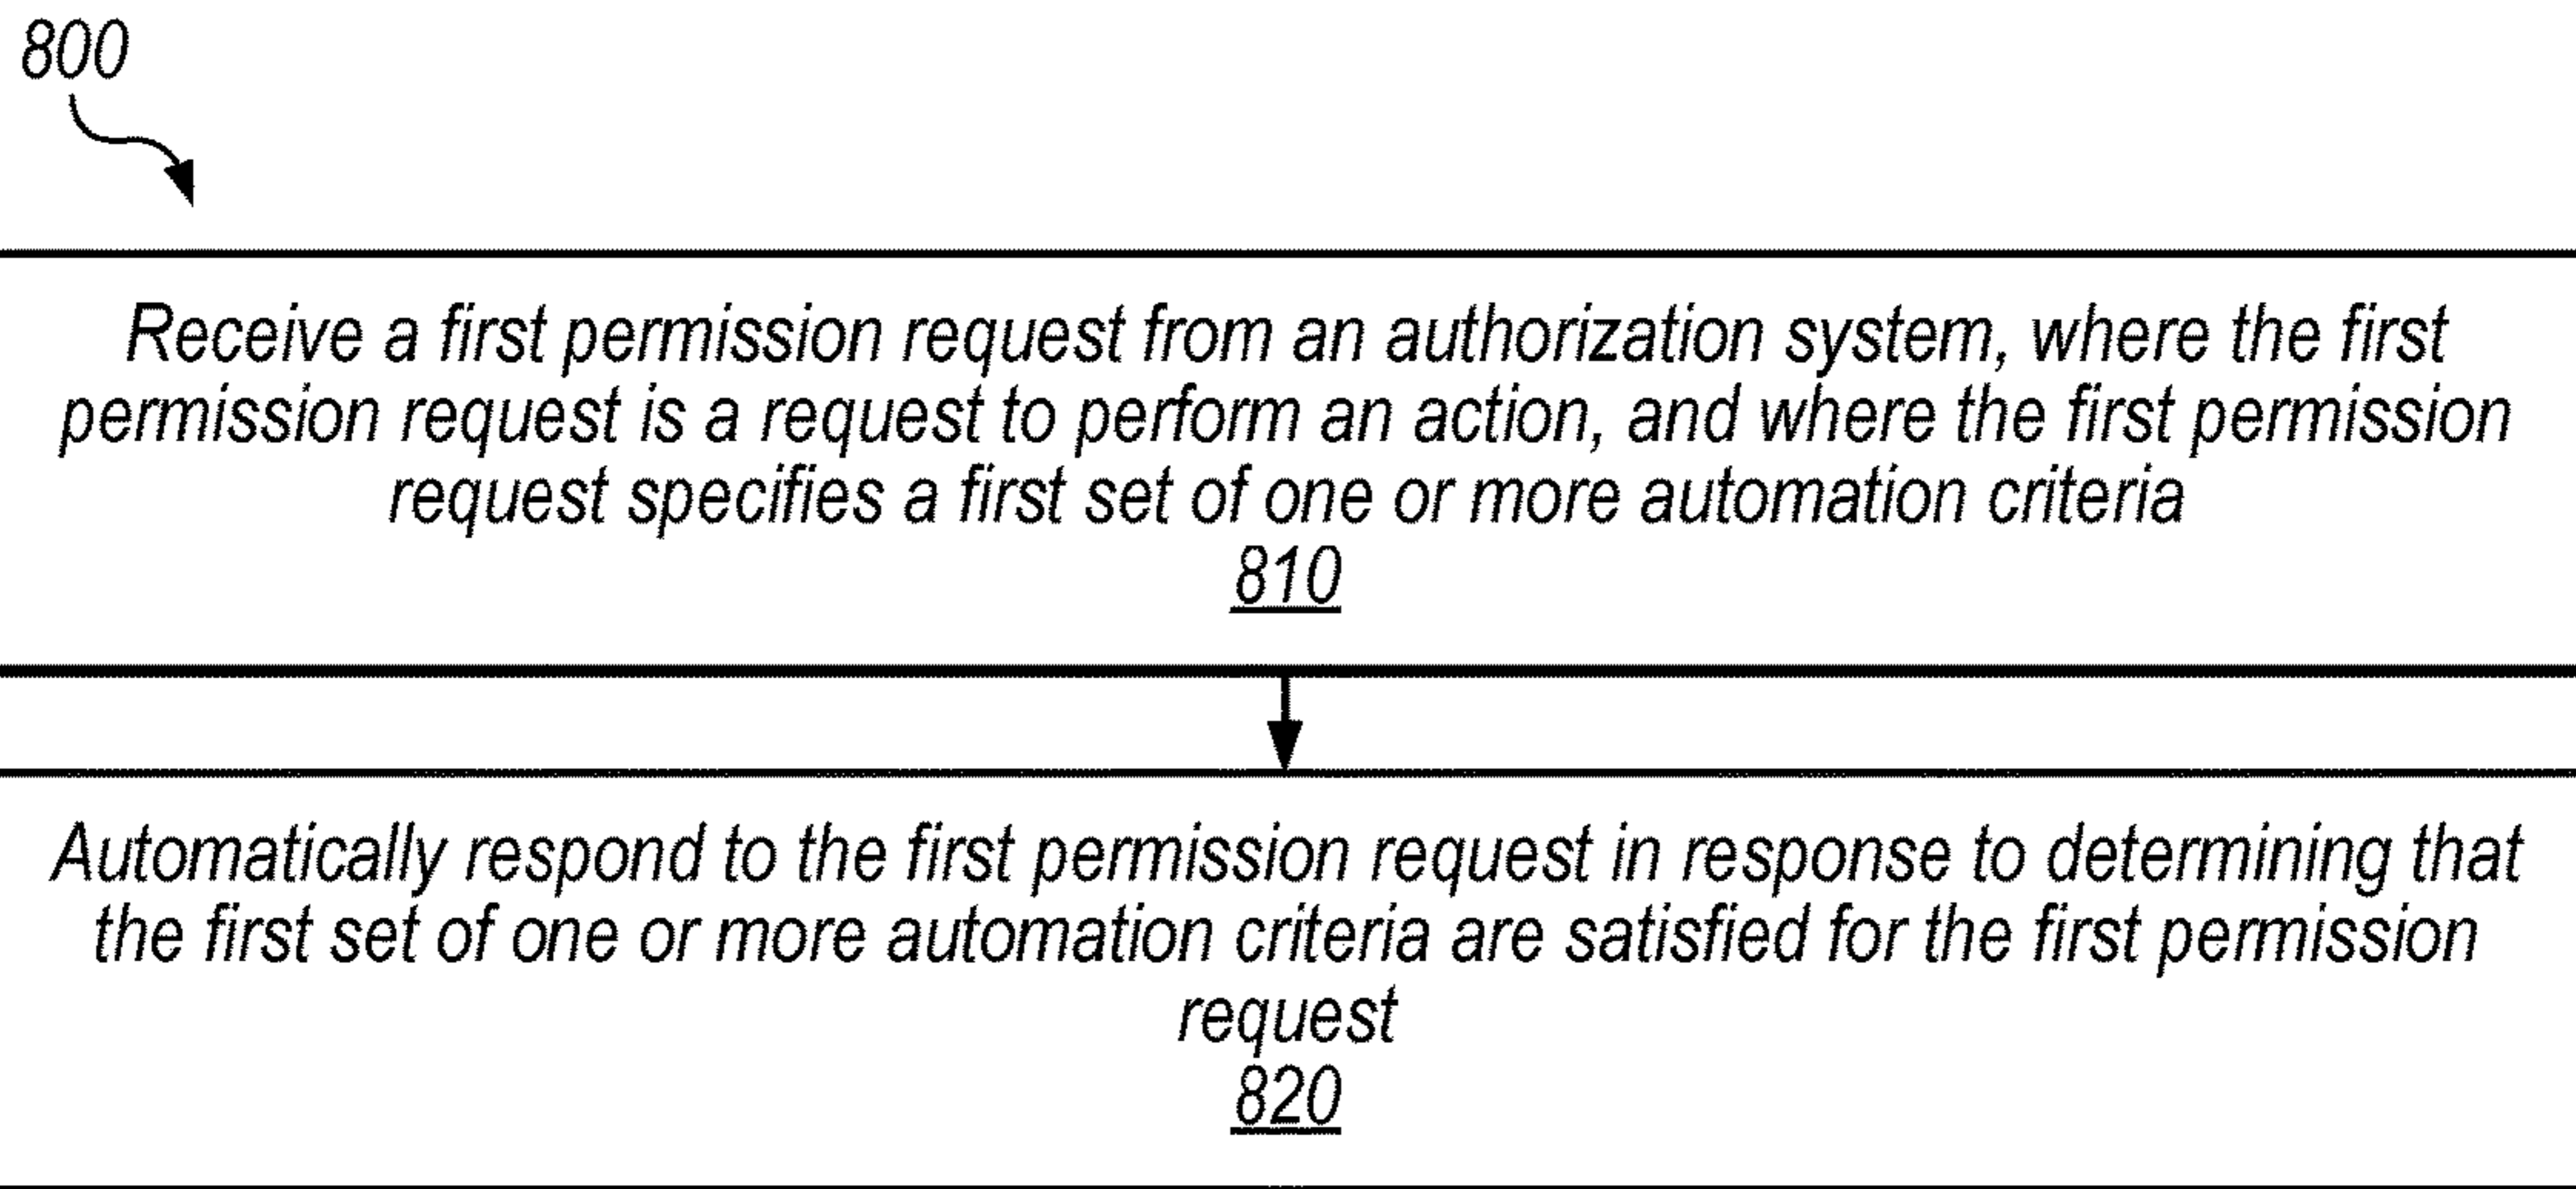 800
Receive a first permission request from an authorization system, where the first
permission request is a request to perform an action, and where the first permission
request specifies a first set of one or more automation criteria
810
Automatically respond to the first permission request in response to determining that
the first set of one or more automation criteria are satisfied for the first permission
request
820